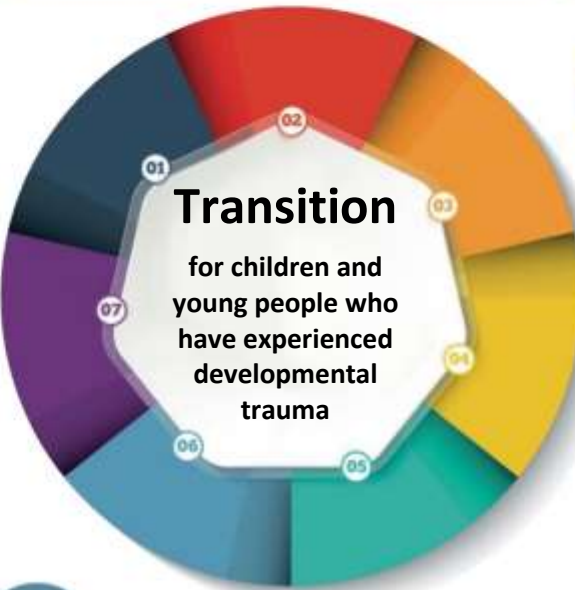 02
01
Transition
03
for children and
young people who
07
have experienced
04
developmental
trauma
06
05